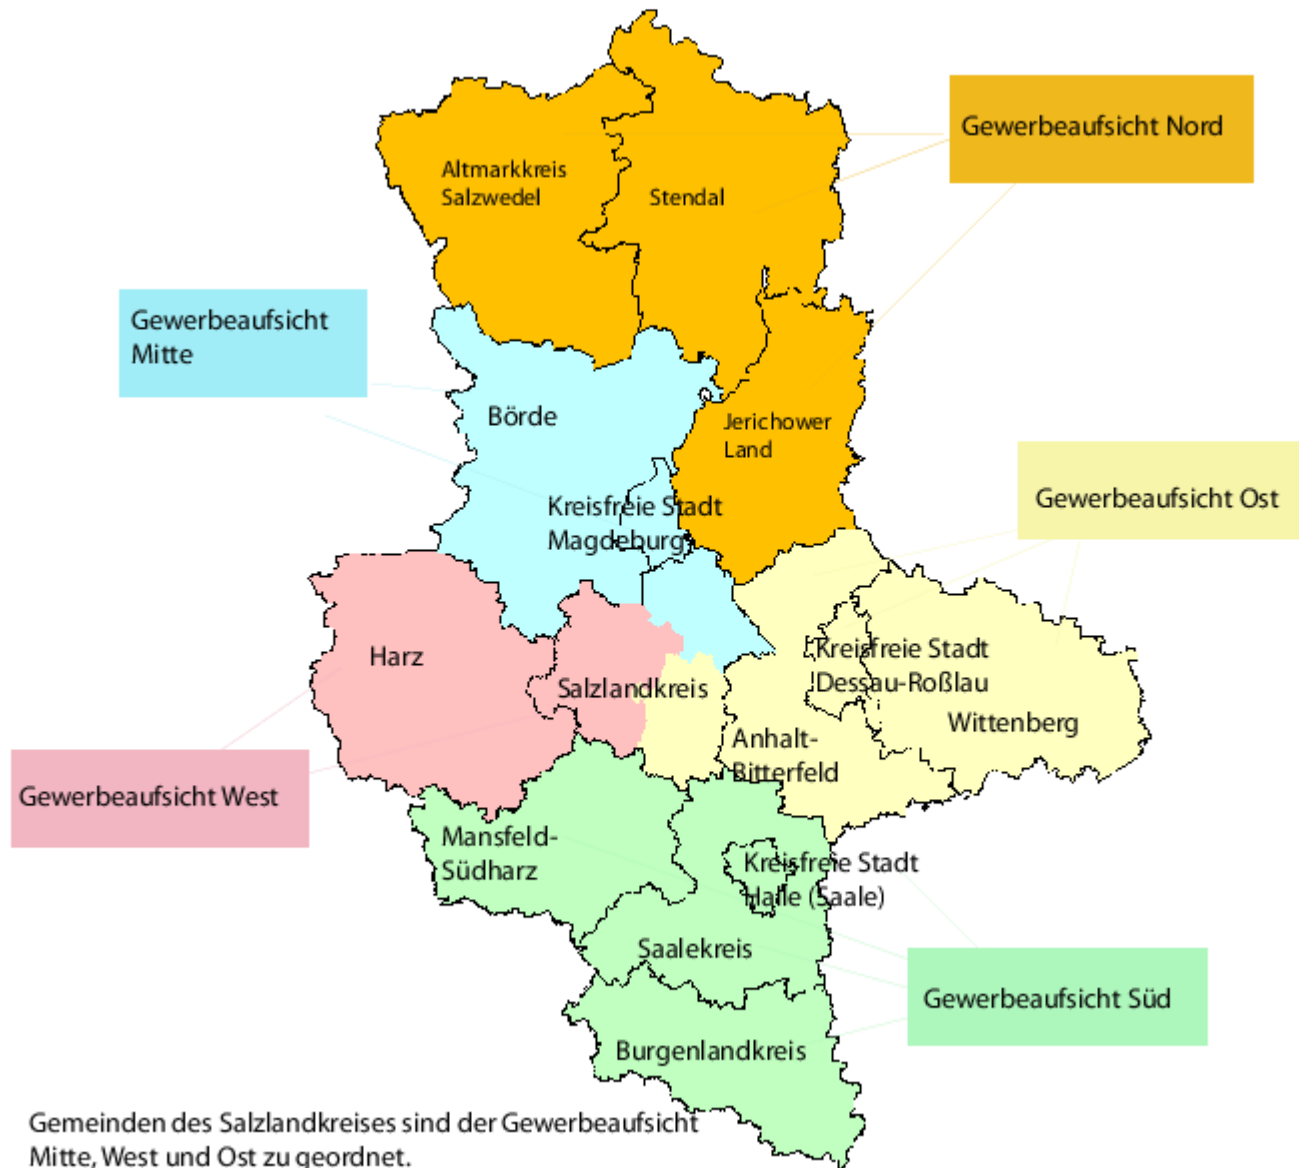 Gewerbeaufsicht Nord
Altmarkkreis
Salzwedel
Stendal
Gewerbeaufsicht
Mitte
Börde
Jerichower
Land
Kreisfreie Stadt
Magdeburg
Gewerbeaufsicht Ost
Harz
Salzlandkreis
Kreisfreie Stadt
Dessau-Roßlau
Wittenberg
Anhalt-
Bitterfeld
Gewerbeaufsicht West
Mansfeld-
Südharz
Kreisfreie Stadt
Halle (Saale)
Saalekreis
Gewerbeaufsicht Süd
Burgenlandkreis
Gemeinden des Salzlandkreises sind der Gewerbeaufsicht
Mitte, West und Ost zu geordnet.